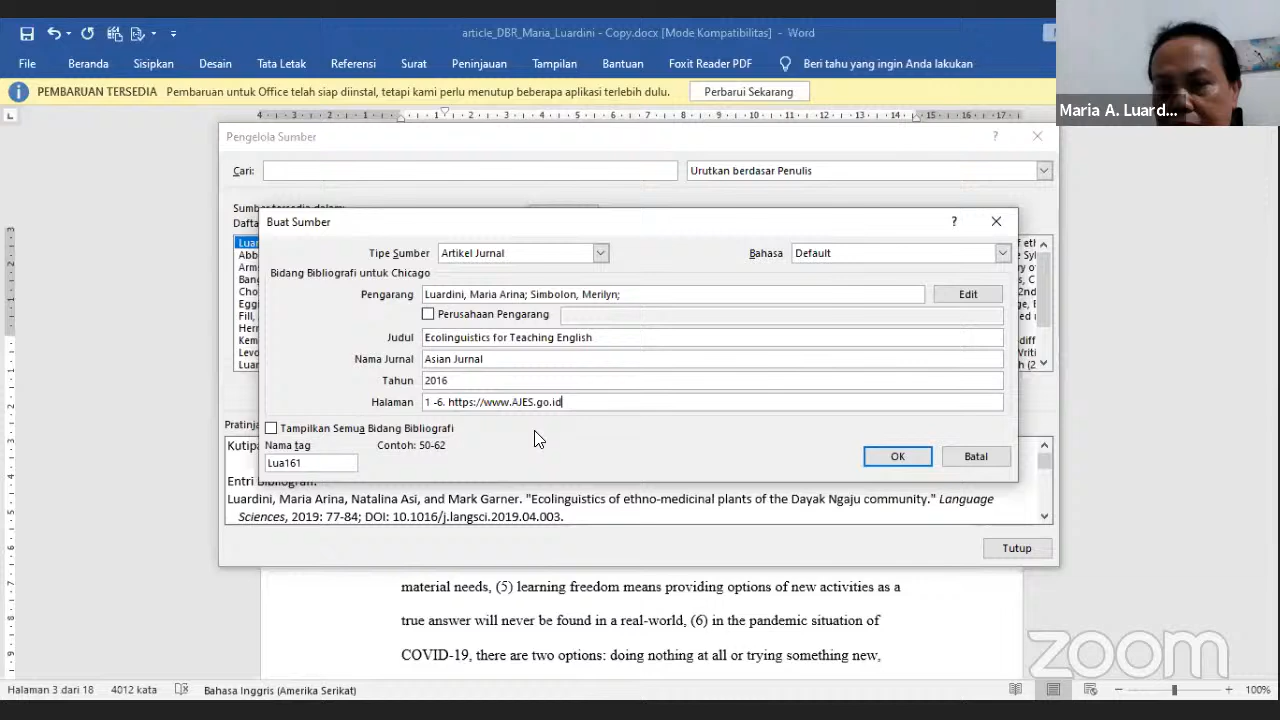 article_DBR_Maria_Luardini - Copy.docx [Mode Kompatibilitas] - Word
File Beranda Sisipkan Desain Tata Letak Referensi Surat Peninjauan Tampilan Bantuan Foxit Reader PDF Beri tahu yang ingin Anda lakukan
PEMBARUAN TERSEDIA Pembaruan untuk Office telah siap diinstal, tetapi kami perlu menutup beberapa aplikasi terlebih dulu. Perbarui Sekarang
Maria A. Luard...
Pengelola Sumber
Cari: Urutkan berdasar Penulis
Sumber tersedia dalam:
Buat Sumber
Tipe Sumber Artikel Jurnal Bahasa Default
Bidang Bibliografi untuk Chicago
Pengarang Luardini, Maria Arina; Simbolon, Merilyn; Edit
Perusahaan Pengarang
Judul Ecolinguistics for Teaching English
Nama Jurnal Asian Jurnal
Tahun 2016
Halaman 1 -6. https://www.AJES.go.id
Tampilkan Semua Bidang Bibliografi
Nama tag Contoh: 50-62
Lua161
OK Batal
Entri Bibliografi:
Luardini, Maria Arina, Natalina Asi, and Mark Garner. "Ecolinguistics of ethno-medicinal plants of the Dayak Ngaju community." Language
Sciences, 2019: 77-84; DOI: 10.1016/j.langsci.2019.04.003.
Tutup
material needs, (5) learning freedom means providing options of new activities as a
true answer will never be found in a real-world, (6) in the pandemic situation of
COVID-19, there are two options: doing nothing at all or trying something new,
zoom
Halaman 3 dari 18 4012 kata Bahasa Inggris (Amerika Serikat) 100%